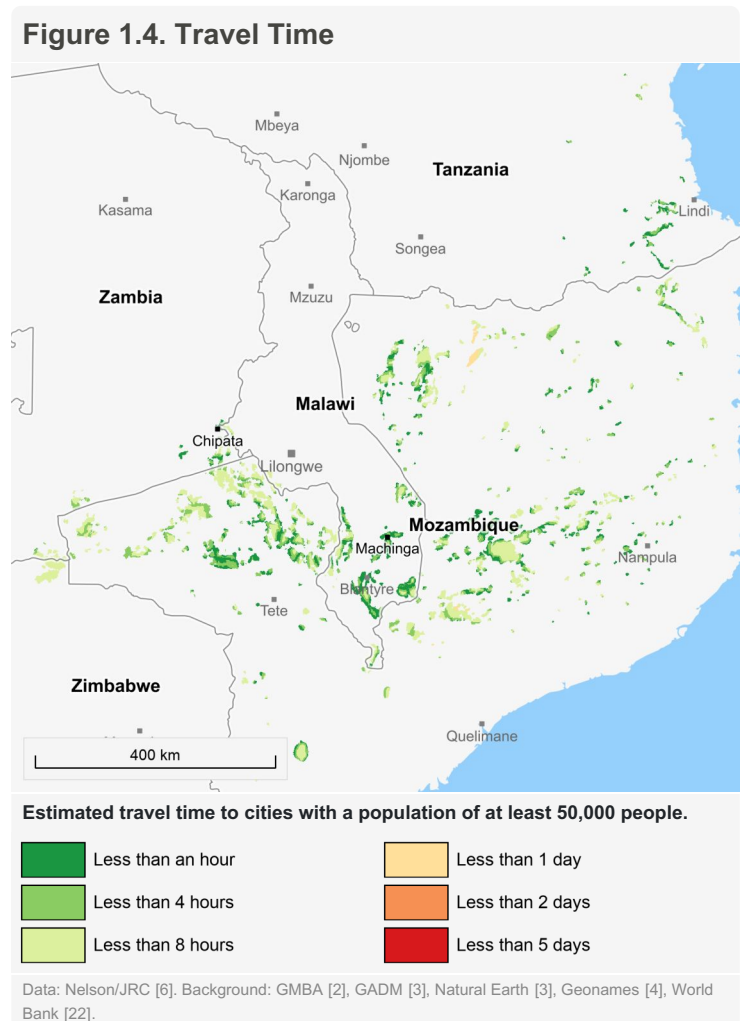 Figure 1.4. Travel Time
Mbeya
Njombe
Tanzania
Karonga
Kasama
Lindi
Songea
Zambia
Mzuzu
Malawi
Chipata
Lilongwe
Mozambique
Machinga
Nampula
Blantyre
Tete
Zimbabwe
Quelimane
400 km
Estimated travel time to cities with a population of at least 50,000 people.
Less than an hour
Less than 1 day
Less than 4 hours
Less than 2 days
Less than 8 hours
Less than 5 days
Data: Nelson/JRC [6]. Background: GMBA [2], GADM [3], Natural Earth [3], Geonames [4], World
Bank [22].